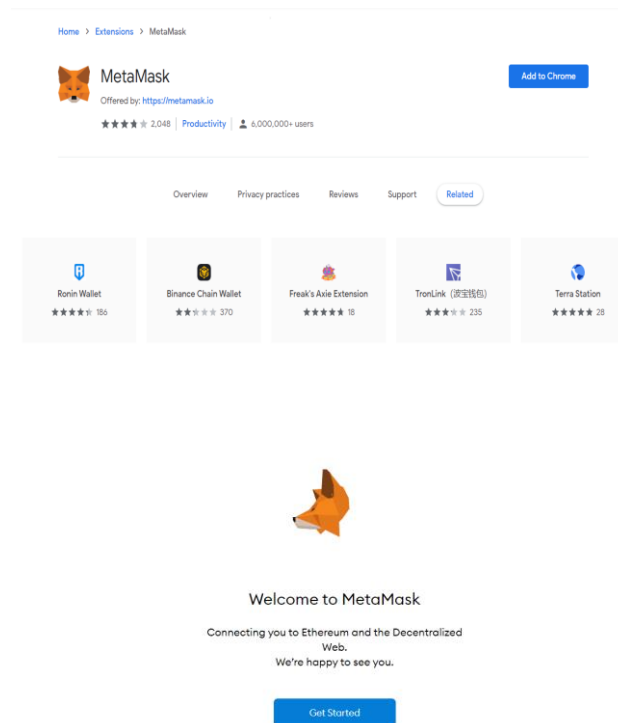 Home > Extensions > MetaMask
MetaMask
Add to Chrome
Offered by: https://metamask.io
2,048 | Productivity | 6,000,000+ users
Overview Privacy practices Reviews Support Related
Ronin Wallet Binance Chain Wallet Freak's Axie Extension TronLink（波宝钱包） Terra Station
186 370 18 235 28
Welcome to MetaMask
Connecting you to Ethereum and the Decentralized
Web.
We're happy to see you.
Get Started